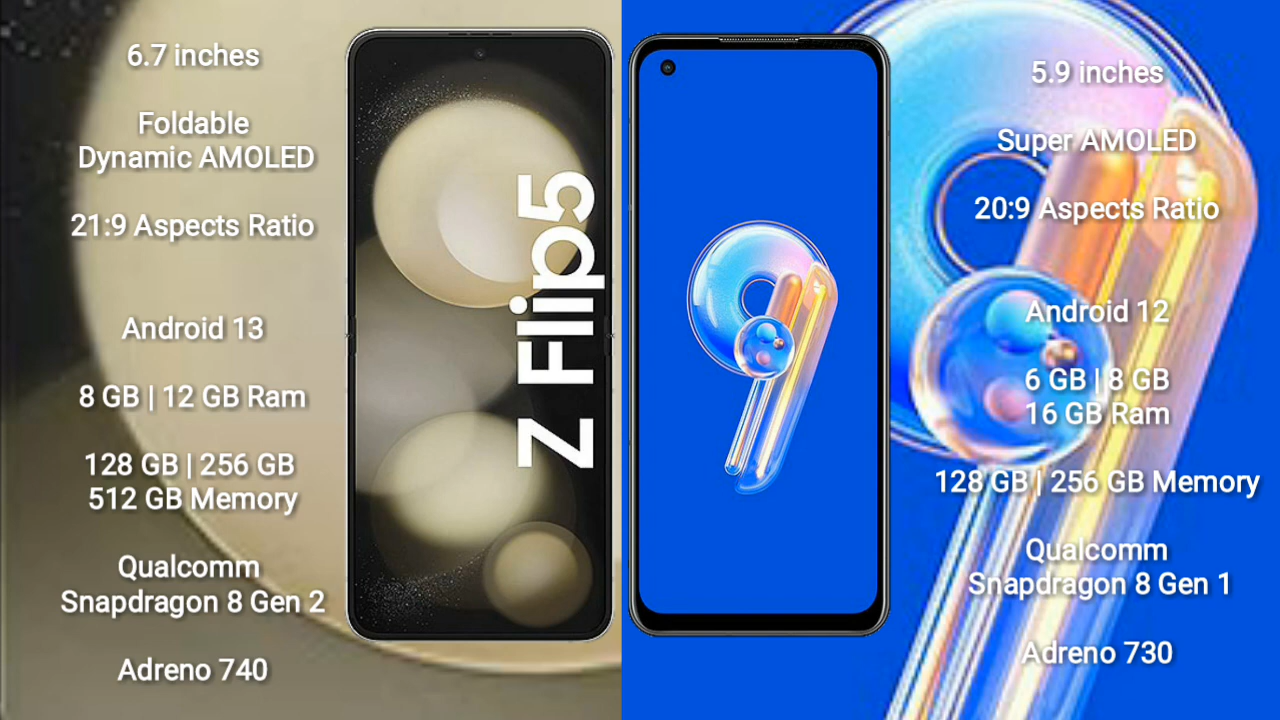 6.7 inches
Foldable
Dynamic AMOLED
21:9 Aspects Ratio
Android 13
8 GB | 12 GB Ram
128 GB | 256 GB
512 GB Memory
Qualcomm
Snapdragon 8 Gen 2
Adreno 740
Z Flip5
5.9 inches
Super AMOLED
20:9 Aspects Ratio
Android 12
6 GB | 8 GB
16 GB Ram
128 GB | 256 GB Memory
Qualcomm
Snapdragon 8 Gen 1
Adreno 730